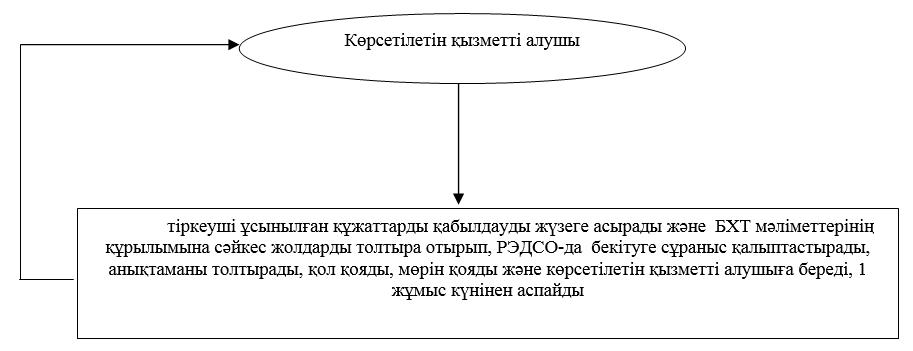 Көрсетілетін қызметті алушы
тіркеуші ұсынылған құжаттарды қабылдауды жүзеге асырады және БХТ мәліметтерінің
құрылымына сәйкес жолдарды толтыра отырып, РЭДСО-да бекітуге сұраныс қалыптастырады,
анықтаманы толтырады, қол қояды, мөрін қояды және көрсетілетін қызметті алушыға береді, 1
жұмыс күнінен аспайды